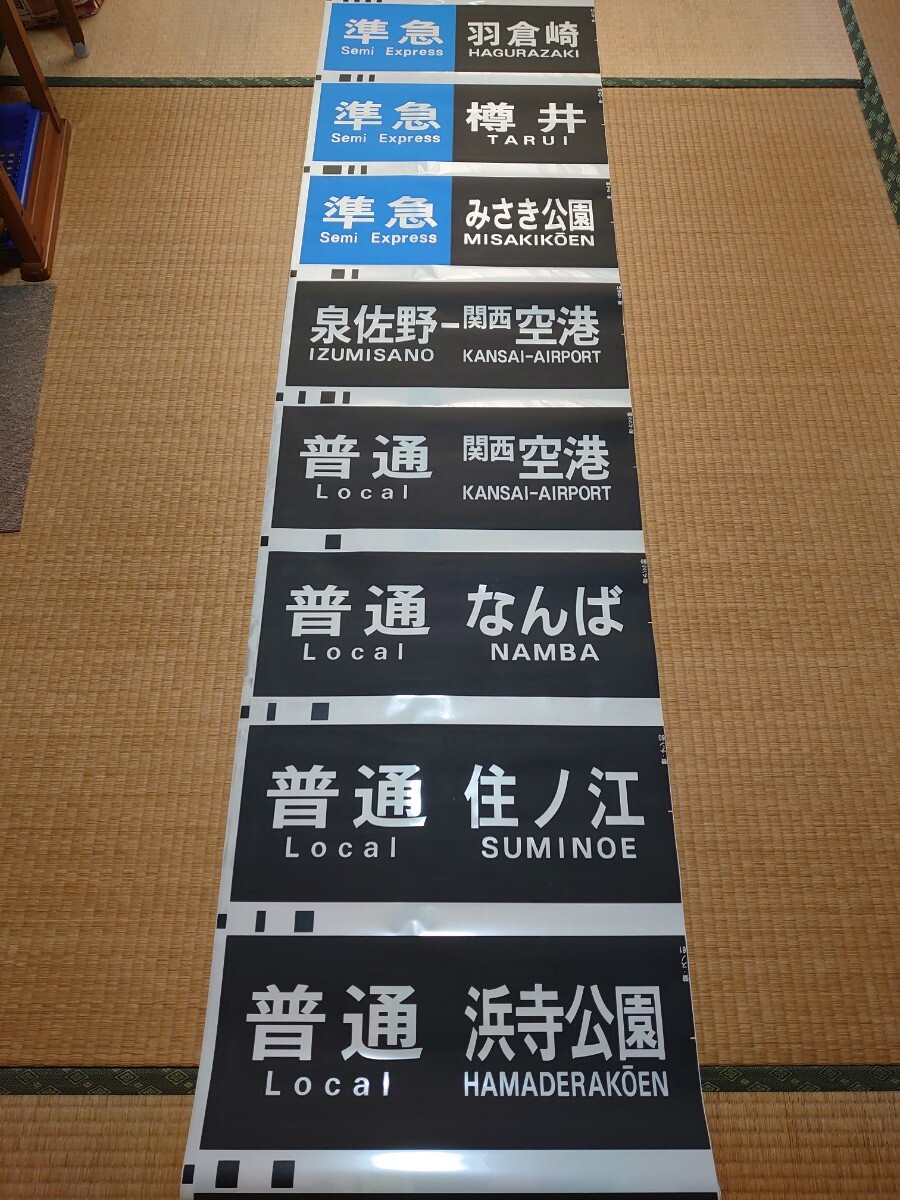 準急 羽倉崎
Semi Express HAGURAZAKI
準急 樽井
Semi Express TARUI
準急 みさき公園
Semi Express MISAKIKŌEN
泉佐野-関西空港
IZUMISANO KANSAI-AIRPORT
普通 関西空港
Local KANSAI-AIRPORT
普通 なんば
Local NAMBA
普通 住ノ江
Local SUMINOE
普通 浜寺公園
Local HAMADERAKŌEN